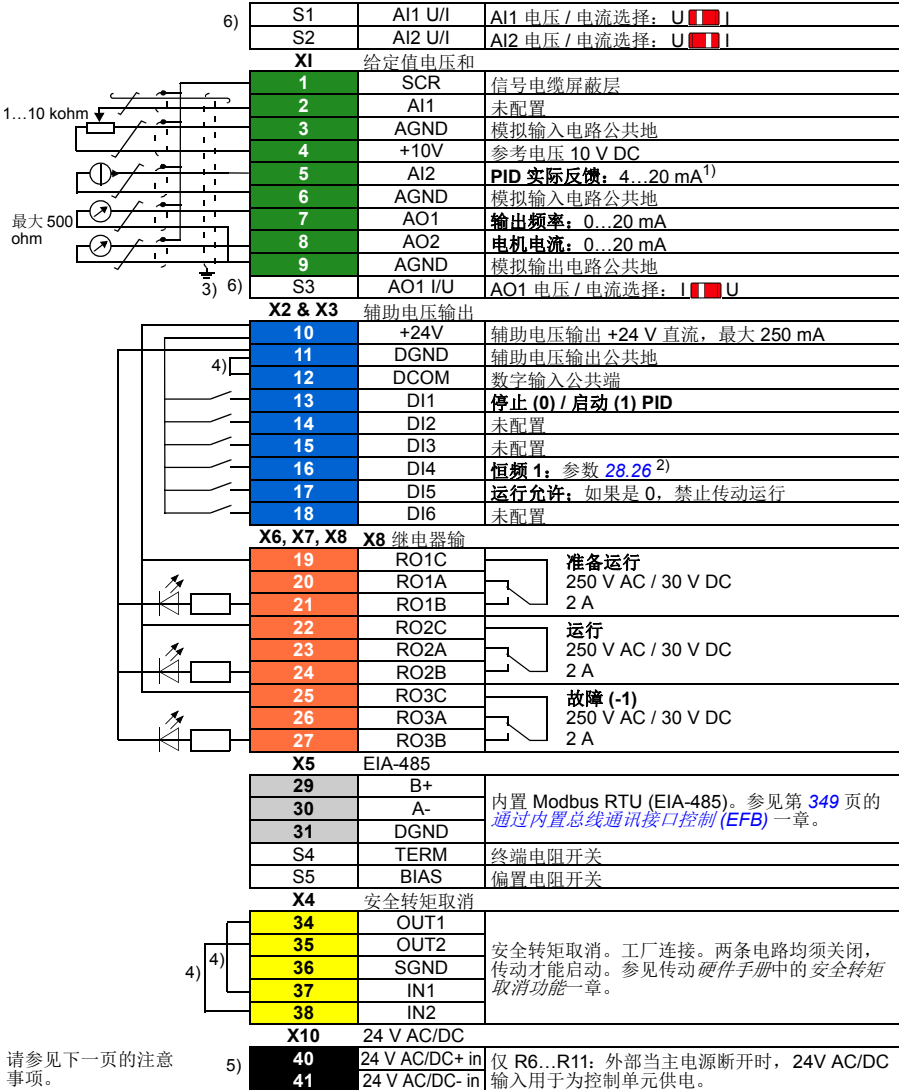 6) S1 AI1 U/I AI1 电压 / 电流选择： U I
S2 AI2 U/I AI2 电压 / 电流选择： U I
XI 给定值电压和
1 SCR 信号电缆屏蔽层
1…10 kohm 2 AI1 未配置
3 AGND 模拟输入电路公共地
4 +10V 参考电压 10 V DC
5 AI2 PID 实际反馈：4…20 mA1)
6 AGND 模拟输入电路公共地
最大 500 ohm 7 AO1 输出频率：0…20 mA
8 AO2 电机电流：0…20 mA
9 AGND 模拟输出电路公共地
3) 6) S3 AO1 I/U AO1 电压 / 电流选择： I U
X2 & X3 辅助电压输出
10 +24V 辅助电压输出 +24 V 直流，最大 250 mA
4) 11 DGND 辅助电压输出公共地
12 DCOM 数字输入公共端
13 DI1 停止 (0) / 启动 (1) PID
14 DI2 未配置
15 DI3 未配置
16 DI4 恒频 1：参数 28.26 2)
17 DI5 运行允许；如果是 0，禁止传动运行
18 DI6 未配置
X6, X7, X8 X8 继电器输
19 RO1C 准备运行
20 RO1A 250 V AC / 30 V DC
21 RO1B 2 A
22 RO2C 运行
23 RO2A 250 V AC / 30 V DC
24 RO2B 2 A
25 RO3C 故障 (-1)
26 RO3A 250 V AC / 30 V DC
27 RO3B 2 A
X5 EIA-485
29 B+ 内置 Modbus RTU (EIA-485)。参见第 349 页的
30 A- 通过内置总线通讯接口控制 (EFB) 一章。
31 DGND
S4 TERM 终端电阻开关
S5 BIAS 偏置电阻开关
X4 安全转矩取消
34 OUT1
35 OUT2 安全转矩取消。工厂连接。两条电路均须关闭，
4) 4) 36 SGND 传动才能启动。参见传动硬件手册中的安全转矩
37 IN1 取消功能一章。
38 IN2
X10 24 V AC/DC
请参见下一页的注意 5) 40 24 V AC/DC+ in 仅 R6…R11：外部当主电源断开时，24V AC/DC
事项。 41 24 V AC/DC- in 输入用于为控制单元供电。